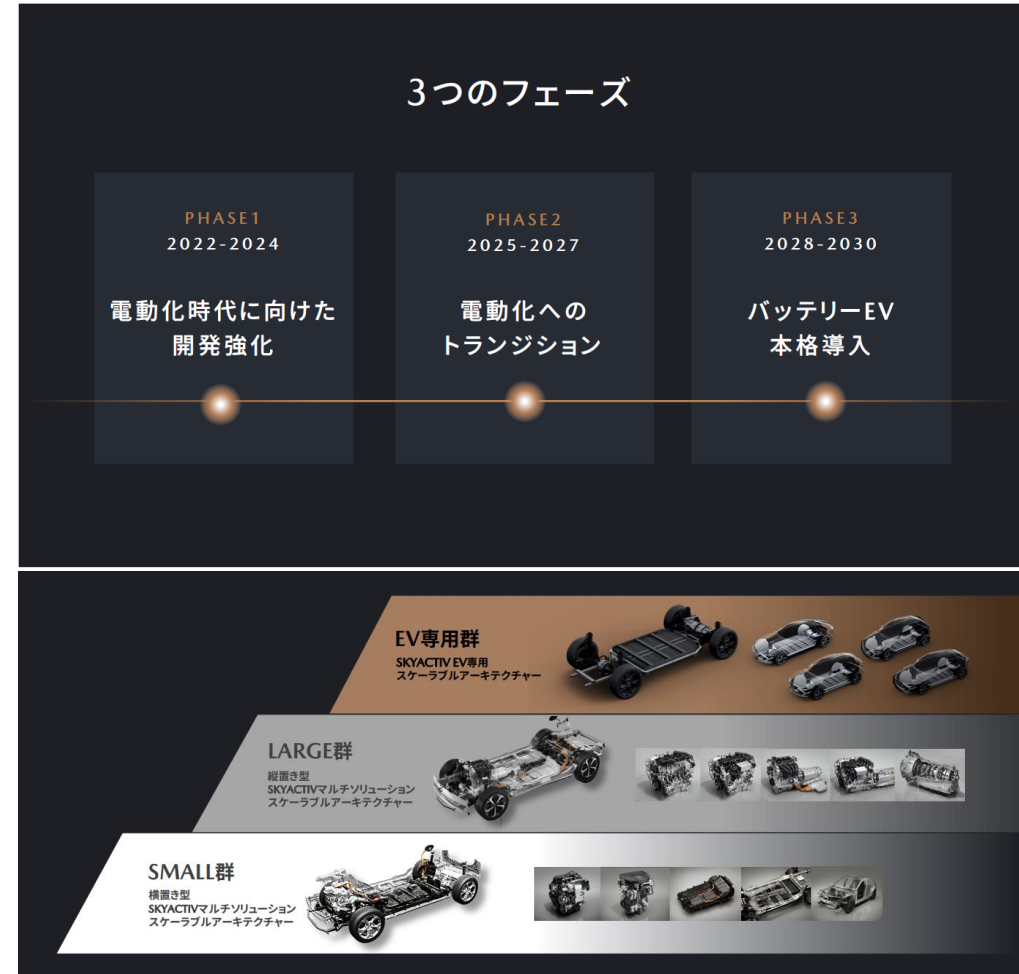 3つのフェーズ
PHASE1
2022-2024
電動化時代に向けた
開発強化
PHASE2
2025-2027
電動化への
トランジション
PHASE3
2028-2030
バッテリーEV
本格導入
EV専用群
SKYACTIV EV専用
スケーラブルアーキテクチャー
LARGE群
縦置き型
SKYACTIVマルチソリューション
スケーラブルアーキテクチャー
SMALL群
横置き型
SKYACTIVマルチソリューション
スケーラブルアーキテクチャー